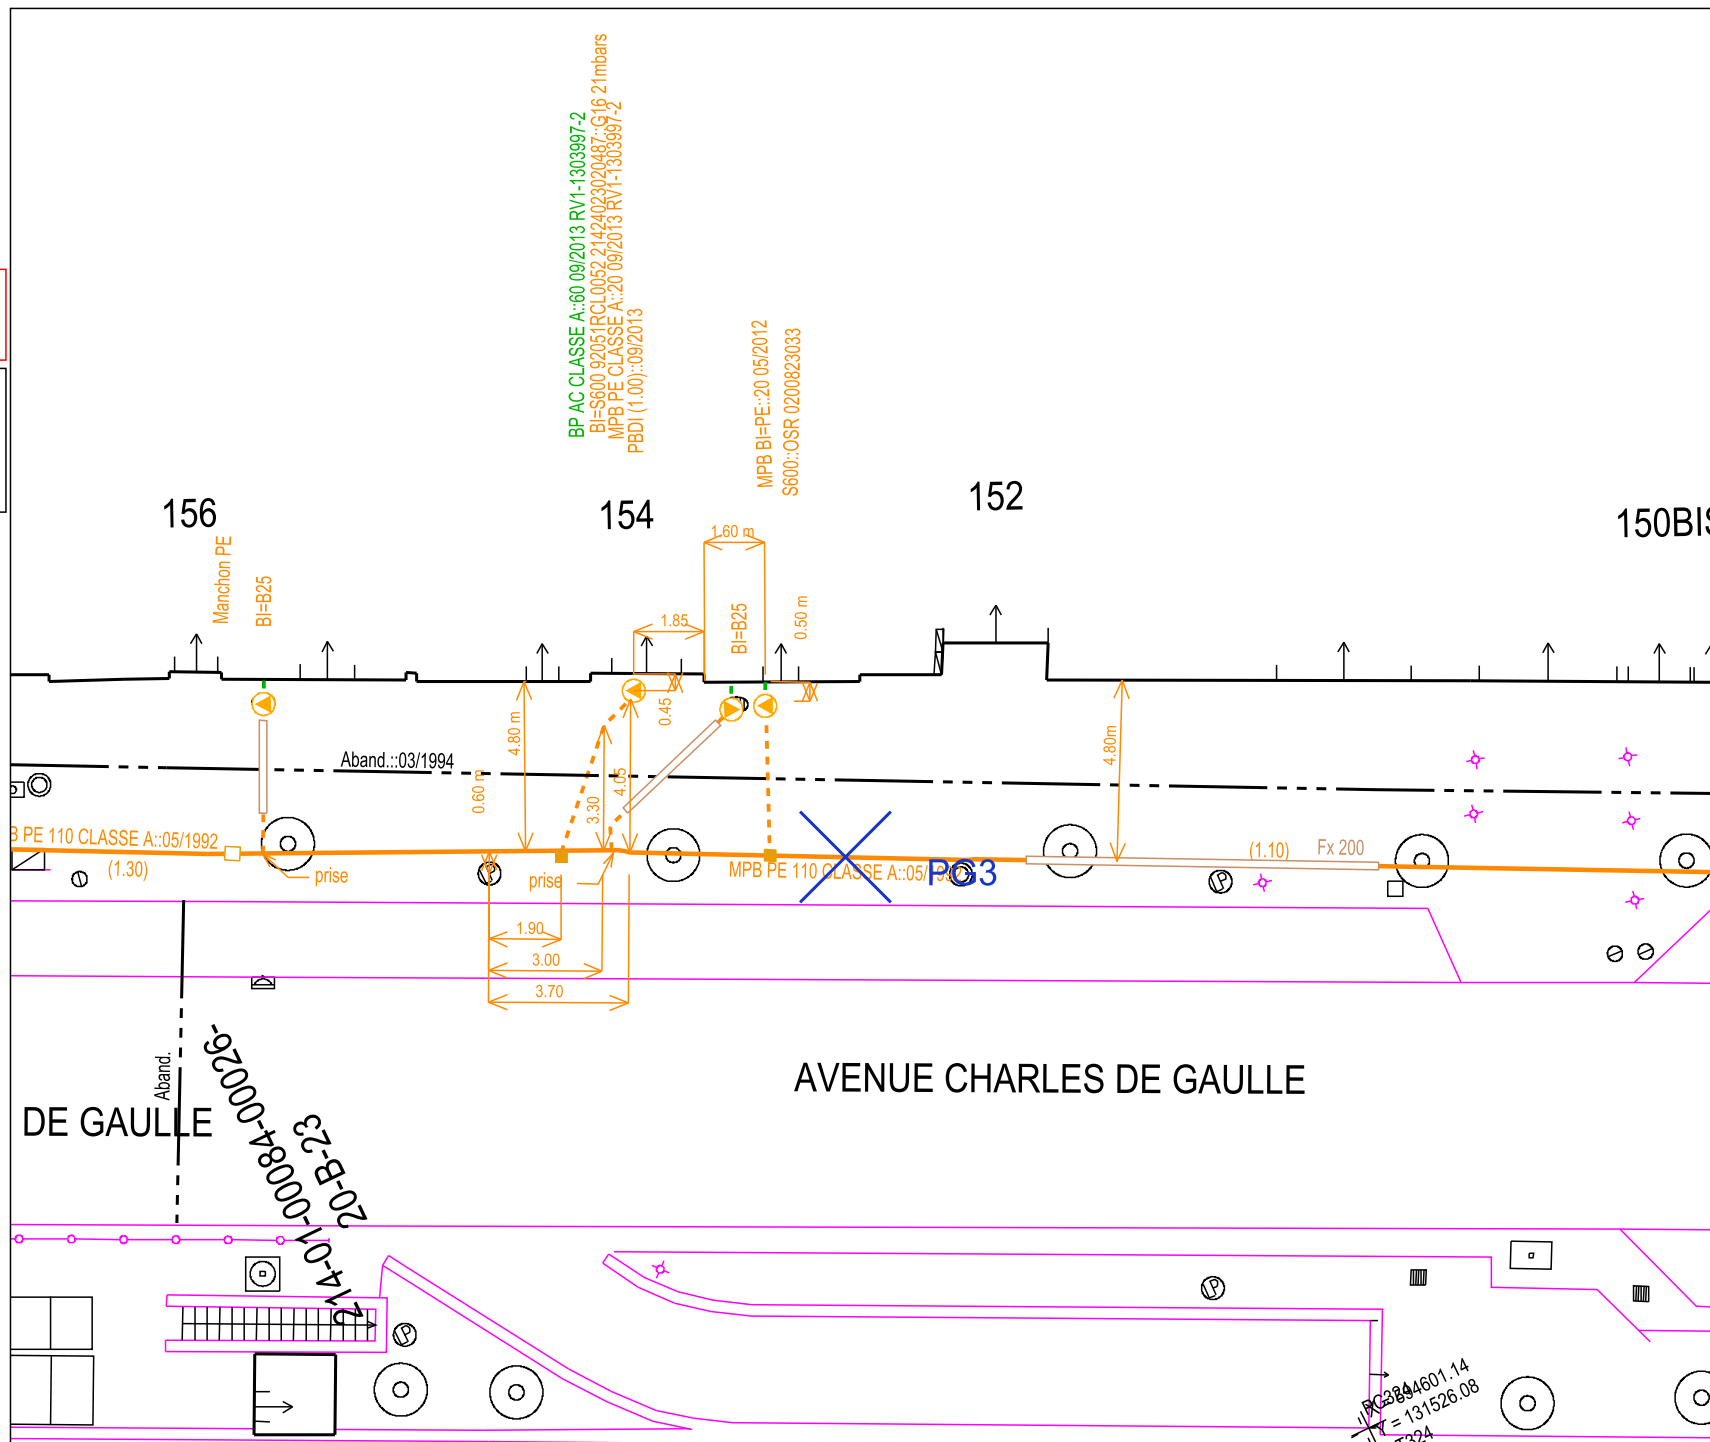 BP AC CLASSE A::60 09/2013 RV1-1303997-2
BI=S600 92051RCL0052 21424023020487::G16 21mbars
MPB PE CLASSE A::20 09/2013 RV1-1303997-2
PBDI (1.00)::09/2013
MPB BI=PE::20 05/2012
S600::OSR 0200823033
156
154
152
150BIS
Manchon PE
BI=B25
1.60 m
1.85
BI=B25
0.50 m
0.45
4.80 m
4.80m
Aband.::03/1994
0.60 m
3.30
4.05
B PE 110 CLASSE A::05/1992
(1.30)
prise
prise
MPB PE 110 CLASSE A::05/1992
PG3
(1.10)
Fx 200
1.90
3.00
3.70
Aband.
AVENUE CHARLES DE GAULLE
DE GAULLE
214-01-00084-00026-
20-B-23
Y = 131526.08